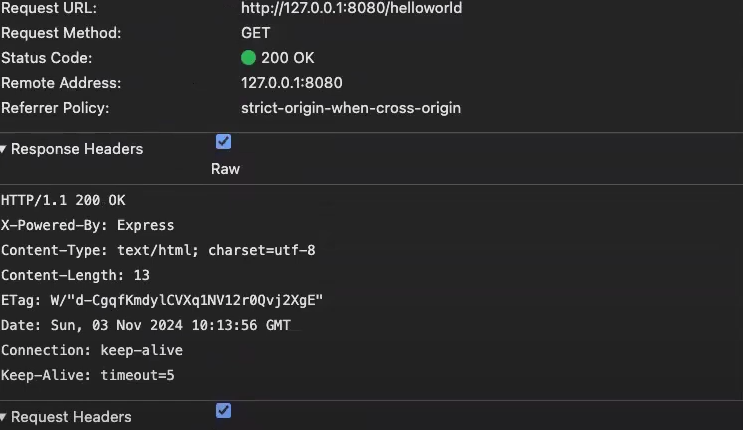 Request URL: http://127.0.0.1:8080/helloworld
Request Method: GET
Status Code: 200 OK
Remote Address: 127.0.0.1:8080
Referrer Policy: strict-origin-when-cross-origin
Response Headers
Raw
HTTP/1.1 200 OK
X-Powered-By: Express
Content-Type: text/html; charset=utf-8
Content-Length: 13
ETag: W/"d-CgqfKmdylCVXq1NV12r0Qvj2XgE"
Date: Sun, 03 Nov 2024 10:13:56 GMT
Connection: keep-alive
Keep-Alive: timeout=5
Request Headers